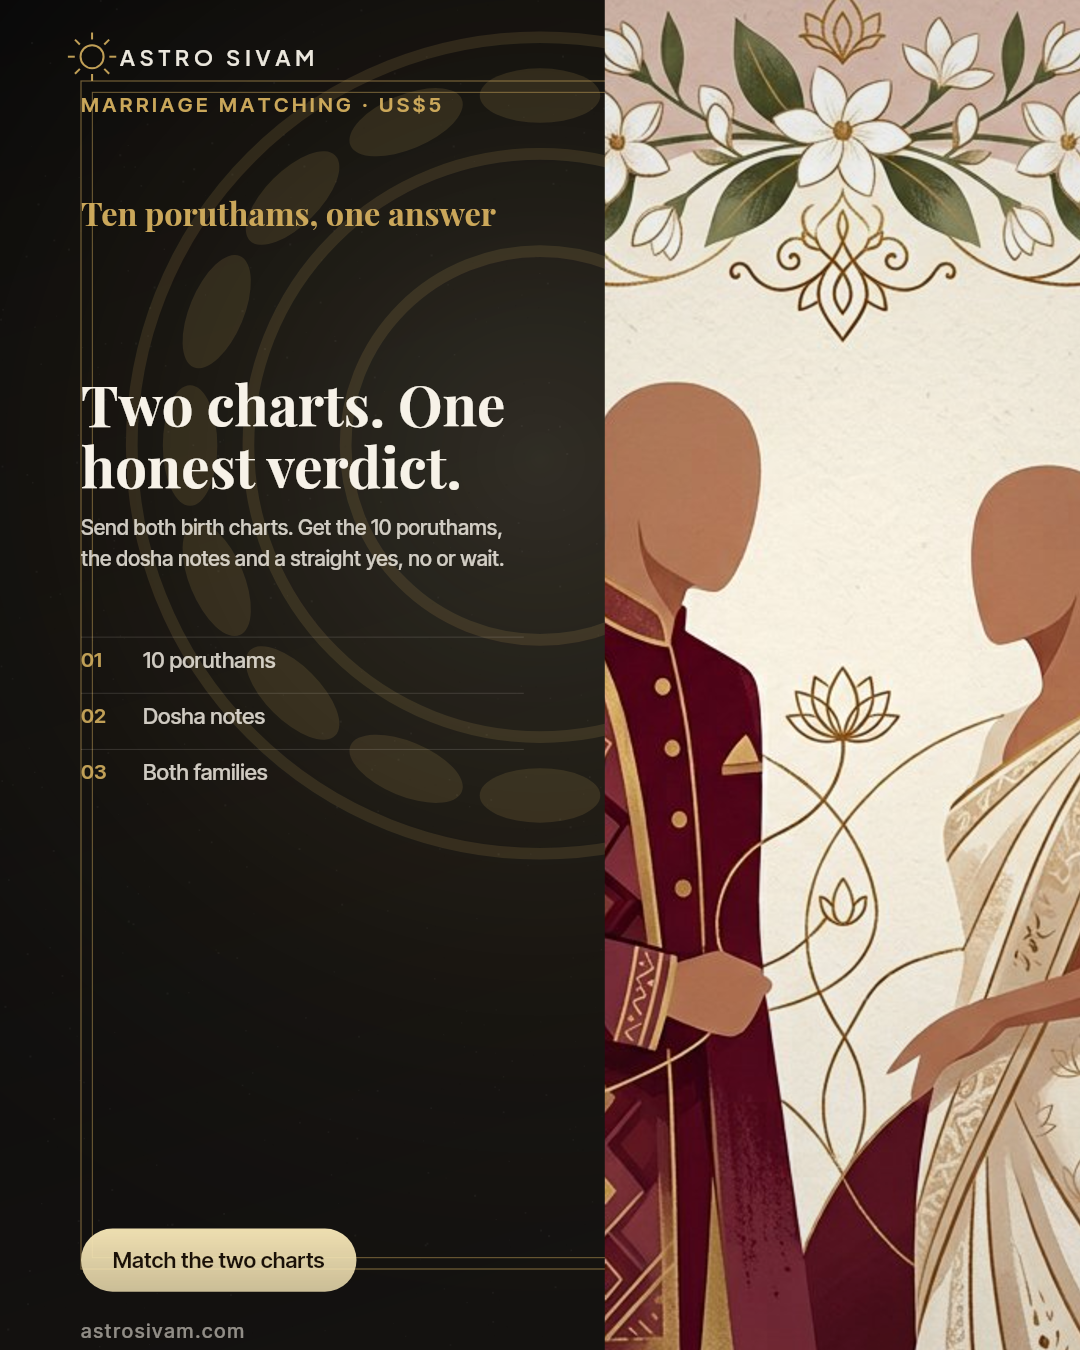 ASTRO SIVAM
MARRIAGE MATCHING · US$5
Ten poruthams, one answer
Two charts. One
honest verdict.
Send both birth charts. Get the 10 poruthams,
the dosha notes and a straight yes, no or wait.
01 10 poruthams
02 Dosha notes
03 Both families
Match the two charts
astrosivam.com